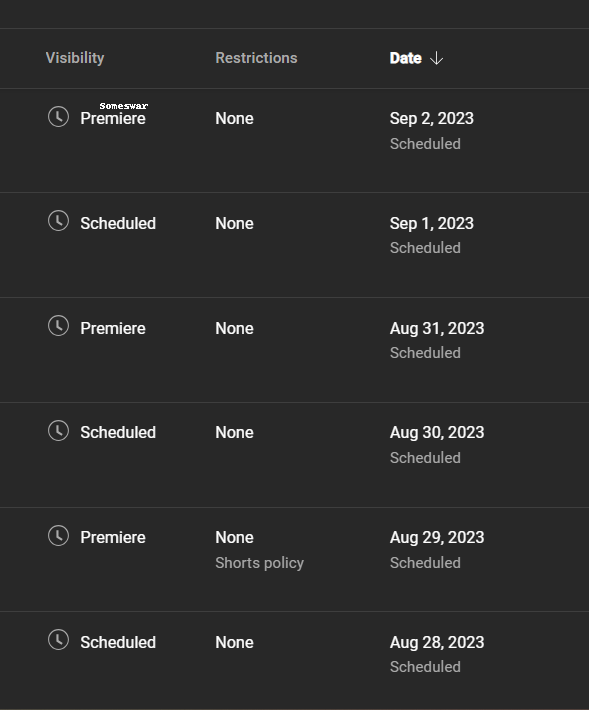 Visibility Restrictions Date
Someswar
Premiere None Sep 2, 2023
Scheduled
Scheduled None Sep 1, 2023
Scheduled
Premiere None Aug 31, 2023
Scheduled
Scheduled None Aug 30, 2023
Scheduled
Premiere None Aug 29, 2023
Shorts policy Scheduled
Scheduled None Aug 28, 2023
Scheduled